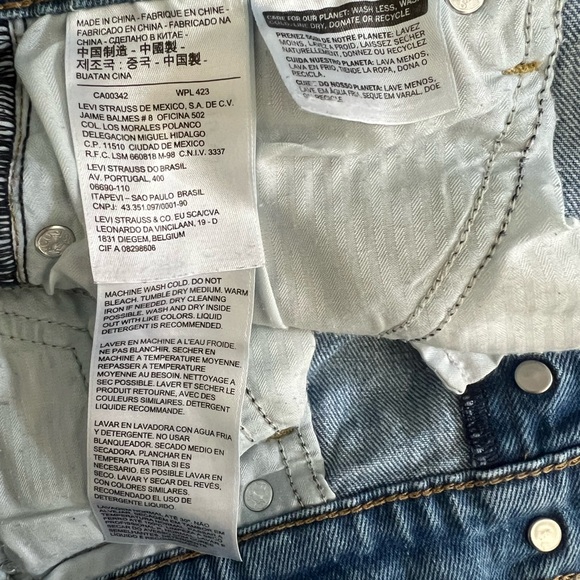 MADE IN CHINA - FABRIQUÉ EN
FABRICADO EN CHINA - FABRICADO NA
CHINA - СДЕЛАНО В КИТАЕ -
中国制造 - 中國製 -
제조국: 중국 - 中国製 -
BUATAN CINA
CA00342 WPL 423
LEVI STRAUSS DE MEXICO, S.A. DE C.V.
JAIME BALMES # 8 OFICINA 502
COL. LOS MORALES POLANCO
DELEGACION MIGUEL HIDALGO
C.P. 11510 CIUDAD DE MEXICO
R.F.C. LSM 660818 M-98 C.N.I.V. 3337
LEVI STRAUSS DO BRASIL
AV. PORTUGAL, 400
06690-110
ITAPEVI - SAO PAULO BRASIL
CNPJ: 43.351.097/0001-90
LEVI STRAUSS & CO. EU SCA/CVA
LEONARDO DA VINCILAAN, 19 - D
1831 DIEGEM, BELGIUM
CIF A 08298606
MACHINE WASH COLD. DO NOT
BLEACH. TUMBLE DRY MEDIUM. WARM
IRON IF NEEDED. DRY CLEANING
POSSIBLE. WASH AND DRY INSIDE
OUT WITH LIKE COLORS. LIQUID
DETERGENT IS RECOMMENDED.
LAVER EN MACHINE A L'EAU FROIDE.
NE PAS BLANCHIR. SECHER EN
MACHINE A TEMPERATURE MOYENNE.
REPASSER A TEMPERATURE
MOYENNE AU BESOIN. NETTOYAGE A
SEC POSSIBLE. LAVER ET SECHER LE
PRODUIT RETOURNE, AVEC DES
COULEURS SIMILAIRES. DETERGENT
LIQUIDE RECOMMANDE.
LAVAR EN LAVADORA CON AGUA FRIA
Y DETERGENTE. NO USAR
BLANQUEADOR. SECADO MEDIO EN
SECADORA. PLANCHAR EN
TEMPERATURA TIBIA SI ES
NECESARIO. ES POSIBLE LAVAR EN
SECO. LAVAR Y SECAR DEL REVES,
CON COLORES SIMILARES.
RECOMENDADO EL USO DE
DETERGENTE LIQUIDO.
CARE FOR OUR PLANET: WASH LESS, WASH
COLD, LINE DRY, DONATE OR RECYCLE
PRENEZ SOIN DE NOTRE PLANETE: LAVEZ
MOINS, LAVEZ A FROID, LAISSEZ SECHER
NATURELLEMENT, DONNEZ OU RECYCLEZ
CUIDA NUESTRO PLANETA: LAVA MENOS,
LAVA EN FRIO, TIENDE LA ROPA, DONA O
RECICLA.
CUIDE DO NOSSO PLANETA: LAVE MENOS,
LAVE EM AGUA FRIA, SEQUE EM VARAL, DOE
RECICLE